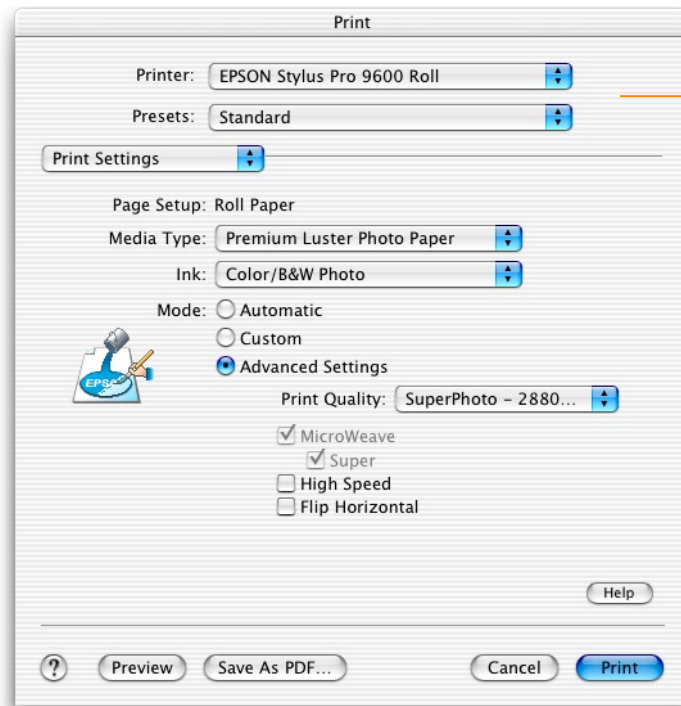 Print
Printer: EPSON Stylus Pro 9600 Roll
Presets: Standard
Print Settings
Page Setup: Roll Paper
Media Type: Premium Luster Photo Paper
Ink: Color/B&W Photo
Mode: Automatic
Custom
Advanced Settings
EPSO
Print Quality: SuperPhoto – 2880...
MicroWeave
Super
High Speed
Flip Horizontal
Help
? Preview Save As PDF... Cancel Print